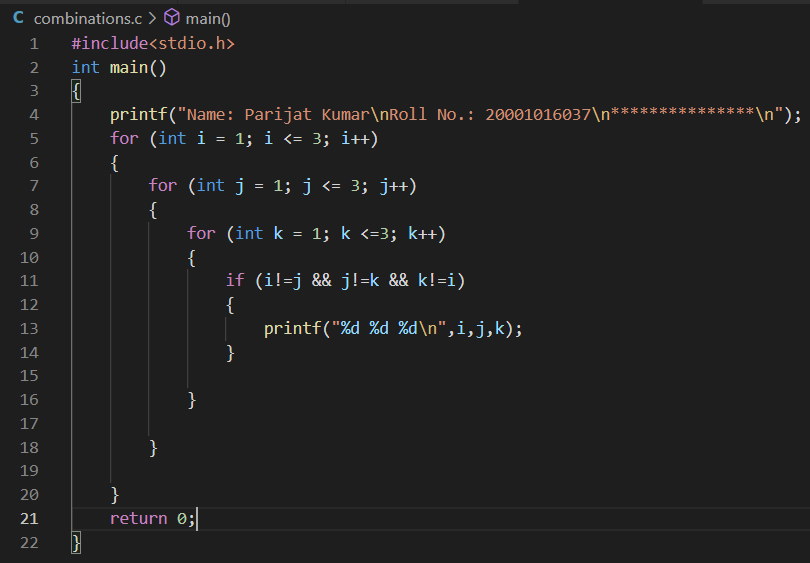 C combinations.c > main()
1 #include<stdio.h>
2 int main()
3 {
4     printf("Name: Parijat Kumar\nRoll No.: 20001016037\n***************\n");
5     for (int i = 1; i <= 3; i++)
6     {
7         for (int j = 1; j <= 3; j++)
8         {
9             for (int k = 1; k <=3; k++)
10             {
11                 if (i!=j && j!=k && k!=i)
12                 {
13                     printf("%d %d %d\n",i,j,k);
14                 }
15
16             }
17
18         }
19
20     }
21     return 0;
22 }